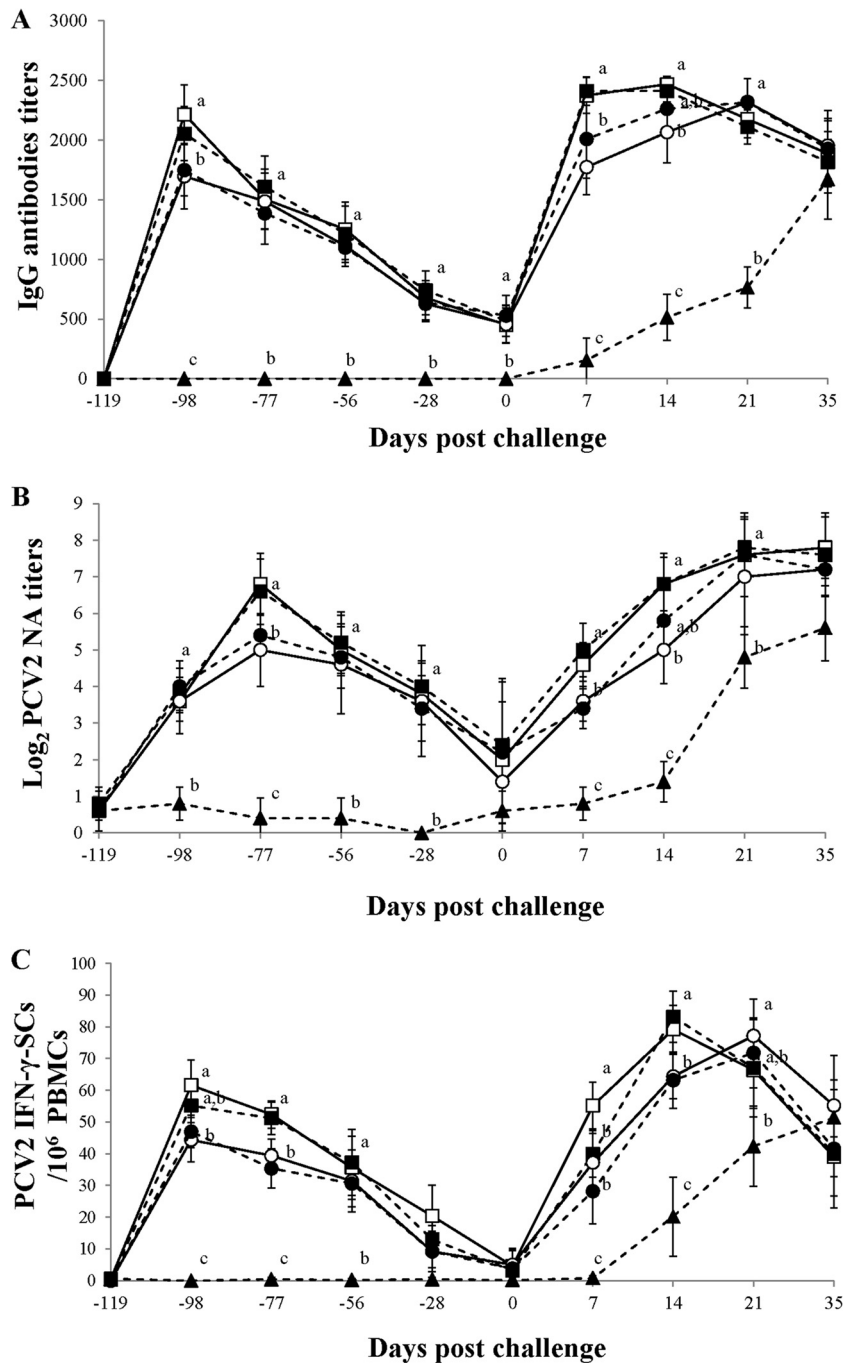 A
3000
2500
2000
1500
1000
500
0
IgG antibodies titers
a
b
a
a
a
a
c
b
b
b
b
a
b
c
a
a,b
b
c
a
b
-119 -98 -77 -56 -28 0 7 14 21 35
Days post challenge
B
9
8
7
6
5
4
3
2
1
0
Log2 PCV2 NA titers
a
b
a
b
c
a
b
a
b
a
b
c
a
a,b
b
c
a
b
-119 -98 -77 -56 -28 0 7 14 21 35
Days post challenge
C
100
90
80
70
60
50
40
30
20
10
0
PCV2 IFN-γ-SCs
/10⁶ PBMCs
a
a,b
b
c
a
b
c
a
b
a
b
b
c
a
b
c
a
a,b
b
-119 -98 -77 -56 -28 0 7 14 21 35
Days post challenge